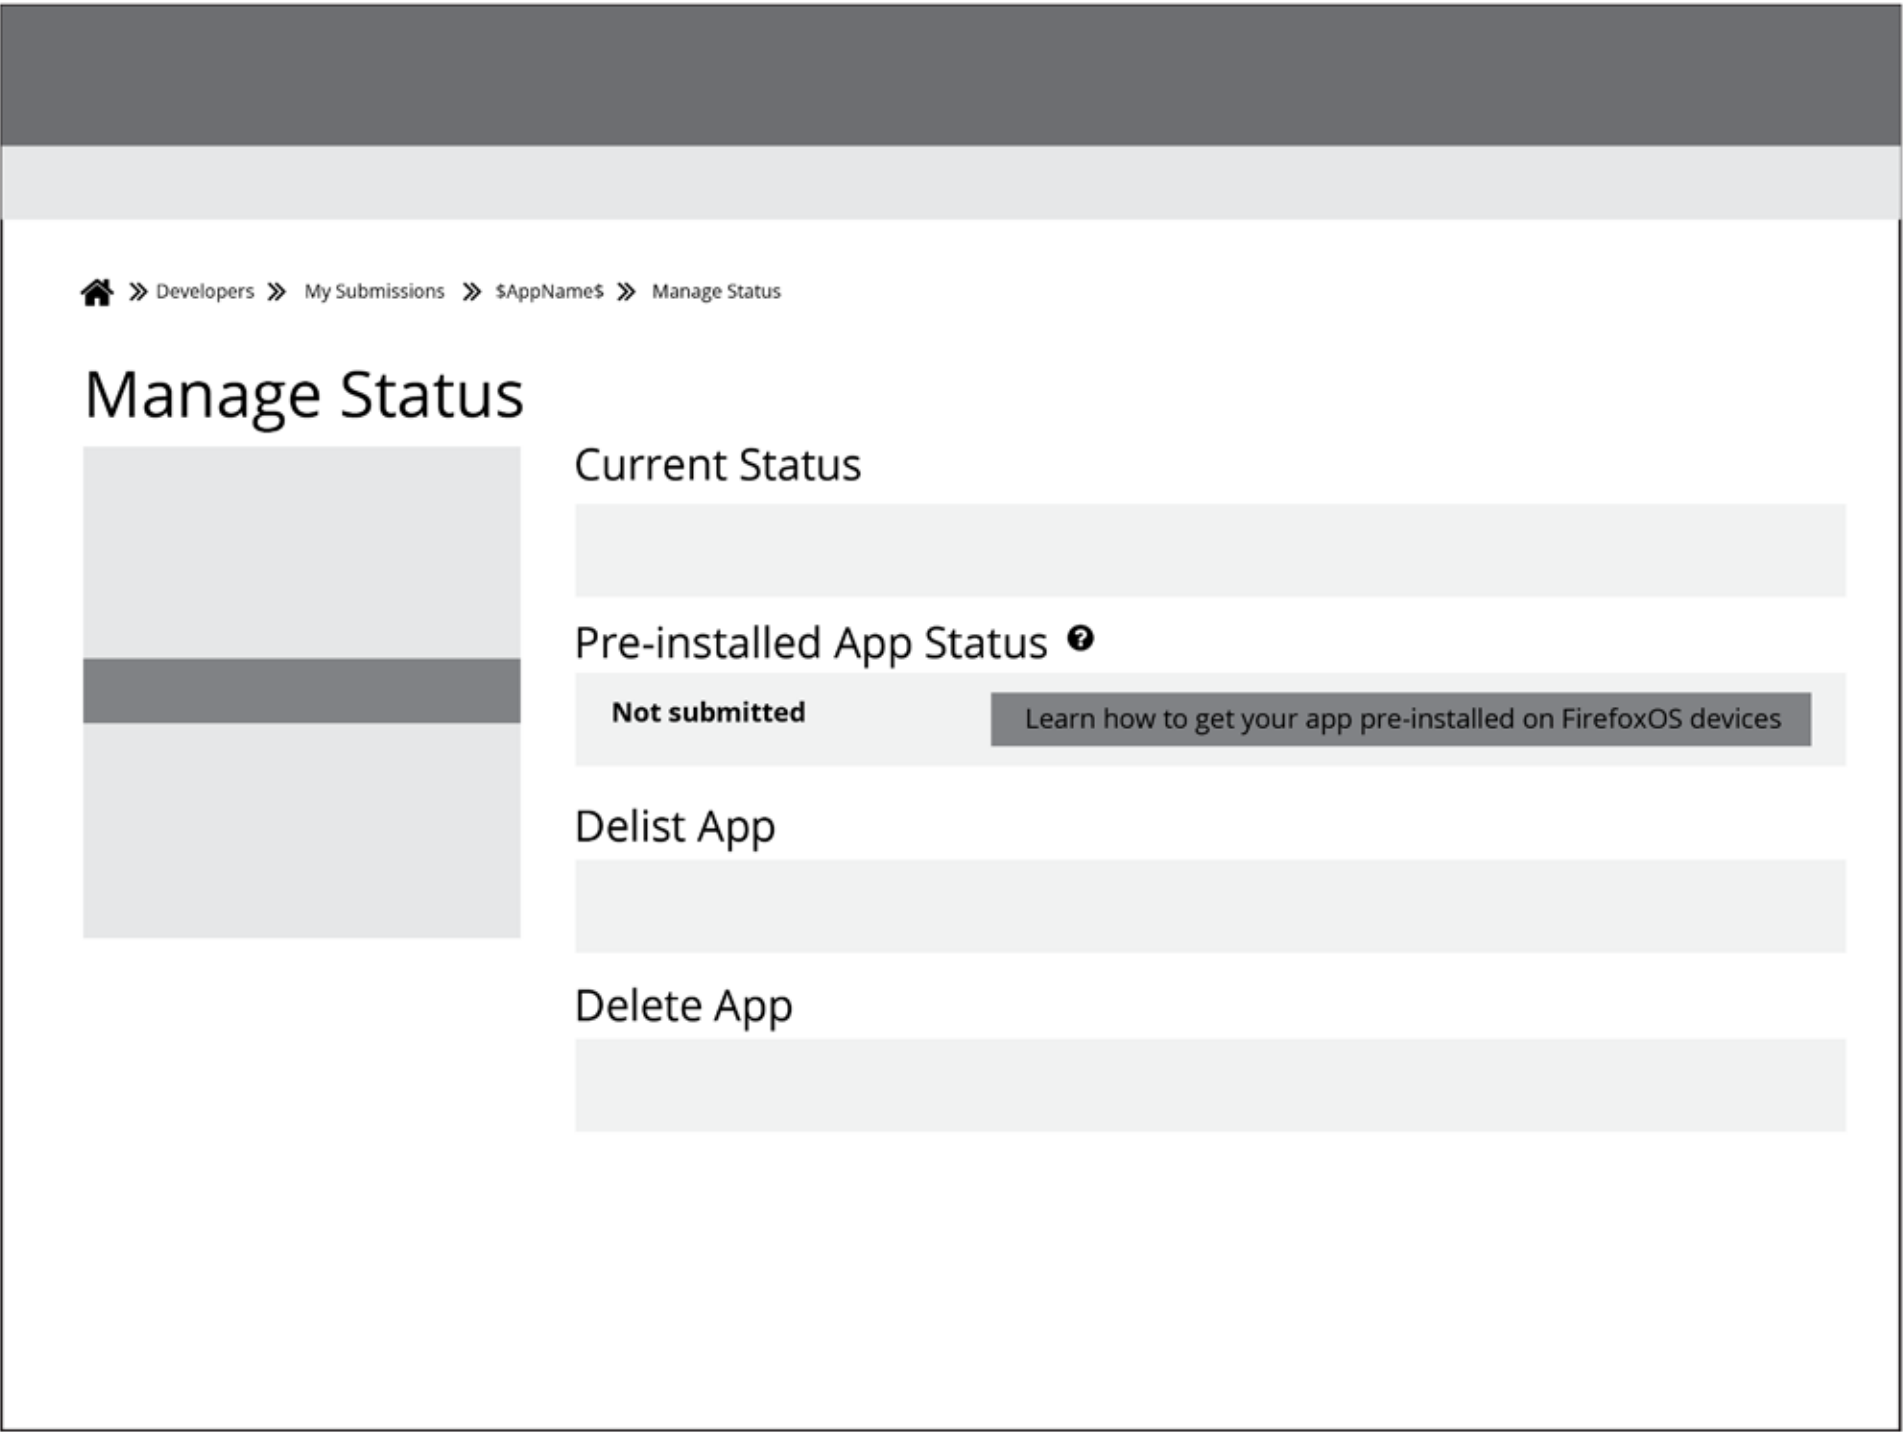 Developers My Submissions $AppName$ Manage Status
Manage Status
Current Status
Pre-installed App Status ?
Not submitted
Learn how to get your app pre-installed on FirefoxOS devices
Delist App
Delete App